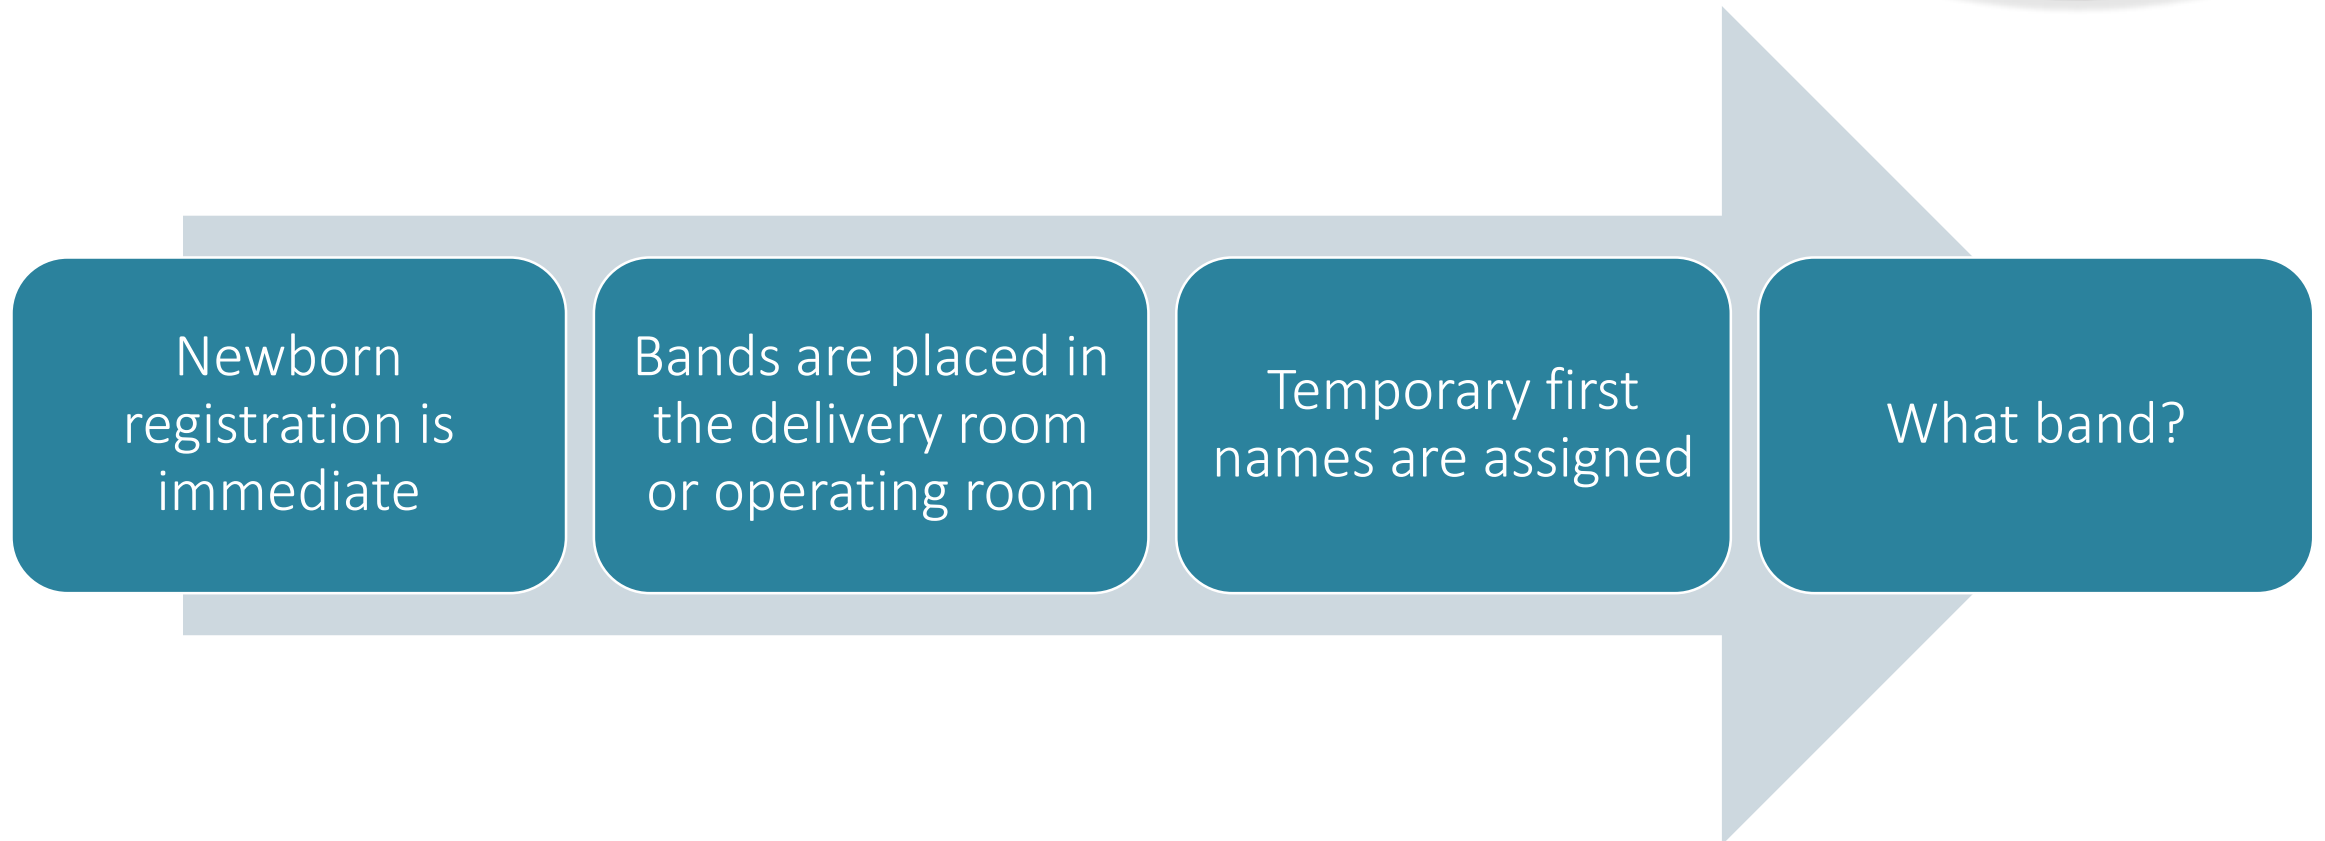 Newborn
registration is
immediate
Bands are placed in
the delivery room
or operating room
Temporary first
names are assigned
What band?